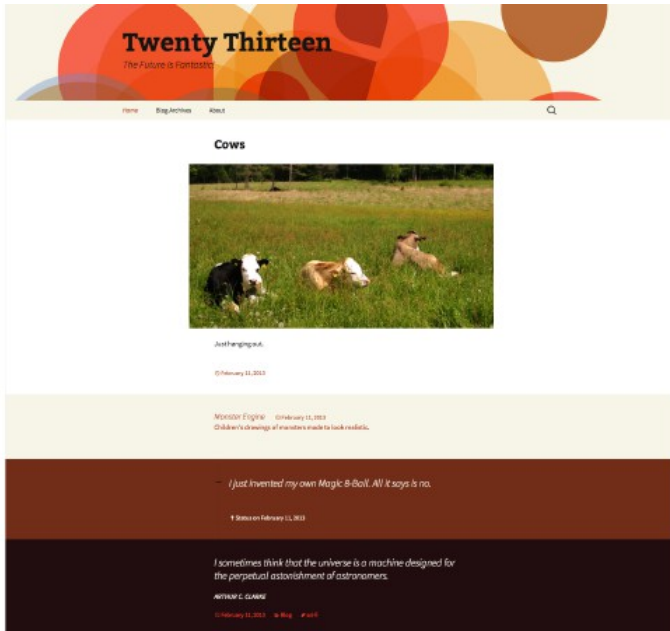 Twenty Thirteen
The Future is Fantastic!
Home Blog Archives About
Cows
Just hanging out.
February 11, 2013
Monster Engine February 11, 2013
Children's drawings of monsters made to look realistic.
I just invented my own Magic 8-Ball. All it says is no.
Status on February 11, 2013
I sometimes think that the universe is a machine designed for
the perpetual astonishment of astronomers.
ARTHUR C. CLARKE
February 11, 2013 Blog sci-fi